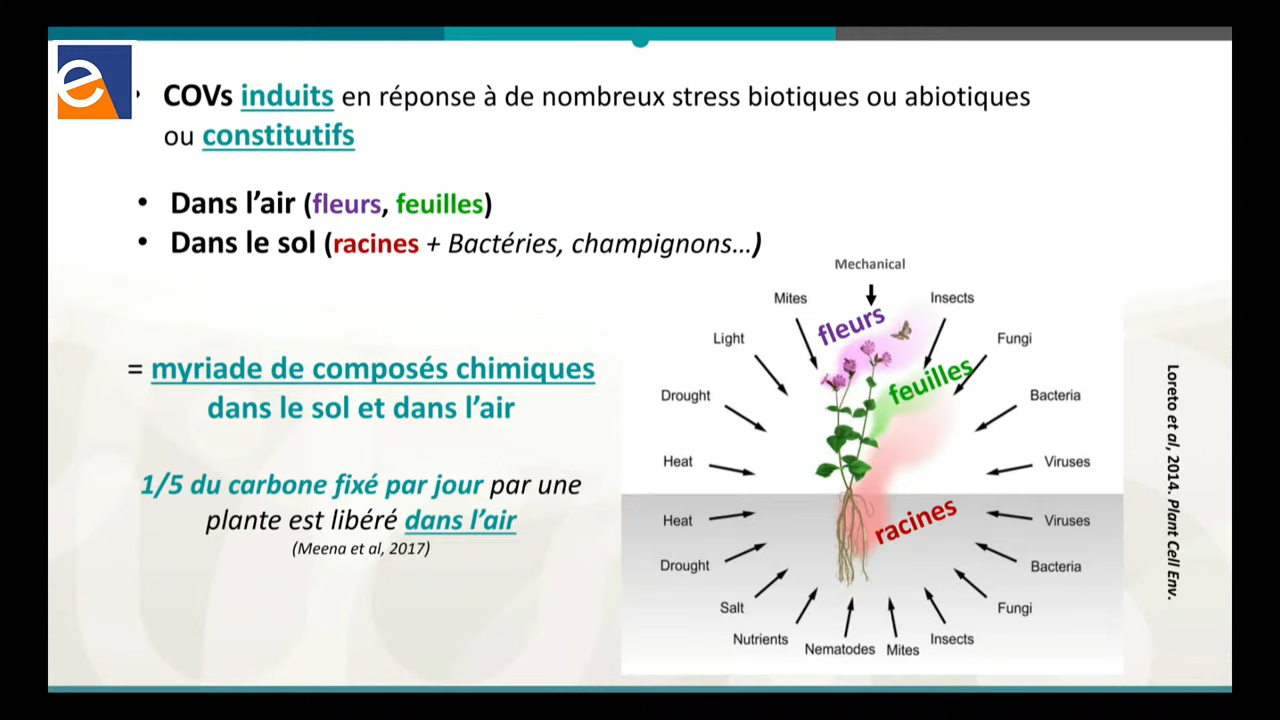 e
• COVs induits en réponse à de nombreux stress biotiques ou abiotiques
ou constitutifs
• Dans l’air (fleurs, feuilles)
• Dans le sol (racines + Bactéries, champignons…)
= myriade de composés chimiques
dans le sol et dans l’air
1/5 du carbone fixé par jour par une
plante est libéré dans l’air
(Meena et al, 2017)
Mechanical
Mites
Insects
fleurs
Light
Fungi
feuilles
Drought
Bacteria
Heat
Viruses
racines
Heat
Viruses
Drought
Bacteria
Salt
Fungi
Nutrients
Nematodes
Mites
Insects
Loreto et al, 2014. Plant Cell Env.